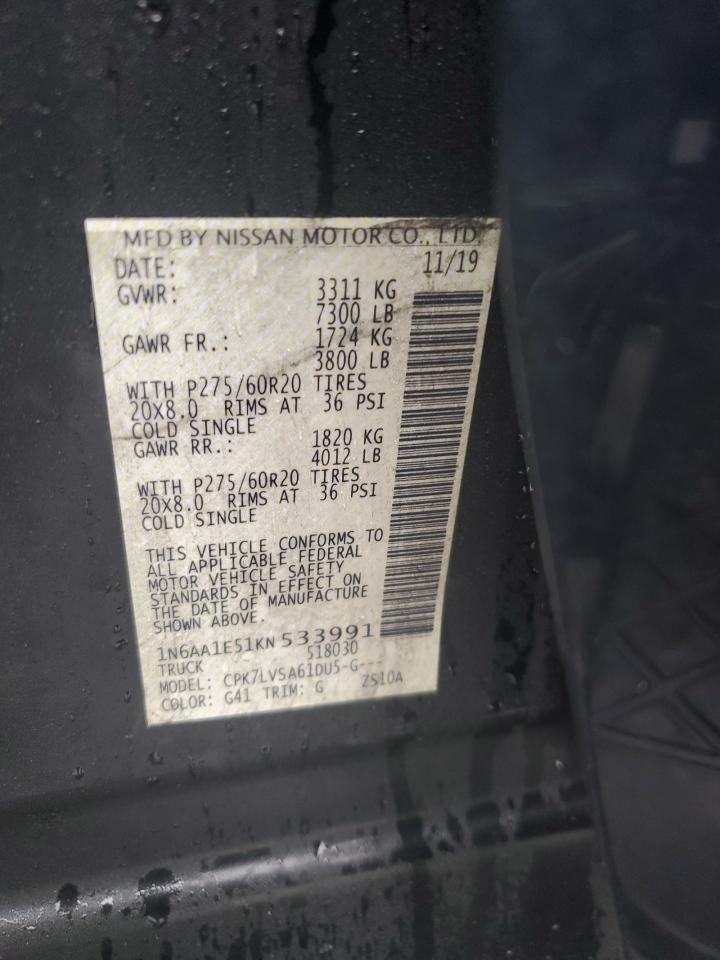 MFD BY NISSAN MOTOR CO., LTD.
DATE: 11/19
GVWR: 3311 KG
7300 LB
GAWR FR.: 1724 KG
3800 LB
WITH P275/60R20 TIRES
20X8.0 RIMS AT 36 PSI
COLD SINGLE
GAWR RR.: 1820 KG
4012 LB
WITH P275/60R20 TIRES
20X8.0 RIMS AT 36 PSI
COLD SINGLE
THIS VEHICLE CONFORMS TO
ALL APPLICABLE FEDERAL
MOTOR VEHICLE SAFETY
STANDARDS IN EFFECT ON
THE DATE OF MANUFACTURE
SHOWN ABOVE.
1N6AA1E51KN 533991
TRUCK 518030
MODEL: CPK7LVSA61DU5-G---
COLOR: G41 TRIM: G ZS10A